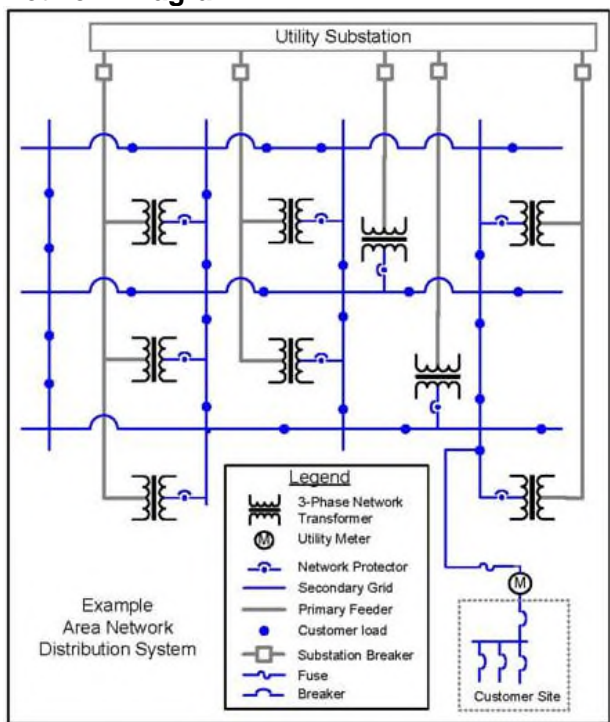 Utility Substation
Legend
3-Phase Network
Transformer
M
Utility Meter
Network Protector
Secondary Grid
Primary Feeder
Customer load
Substation Breaker
Fuse
Breaker
Example
Area Network
Distribution System
M
Customer Site